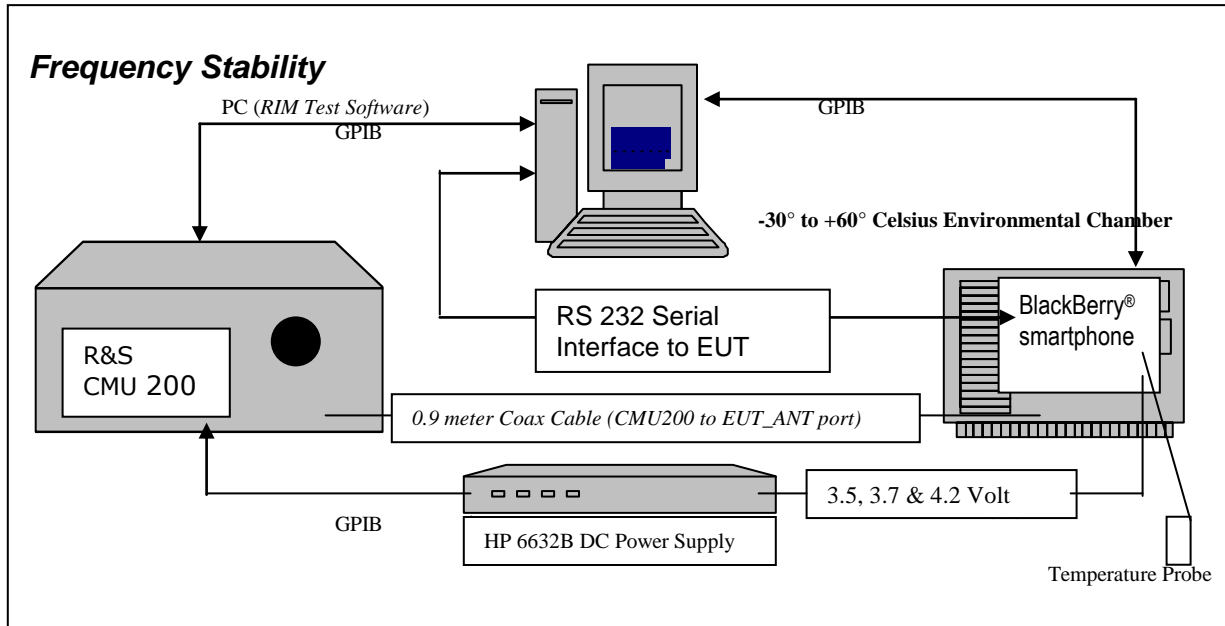 Frequency Stability
PC (RIM Test Software)
GPIB
GPIB
-30° to +60° Celsius Environmental Chamber
RS 232 Serial
Interface to EUT
BlackBerry®
smartphone
R&S
CMU 200
0.9 meter Coax Cable (CMU200 to EUT_ANT port)
3.5, 3.7 & 4.2 Volt
GPIB
HP 6632B DC Power Supply
Temperature Probe